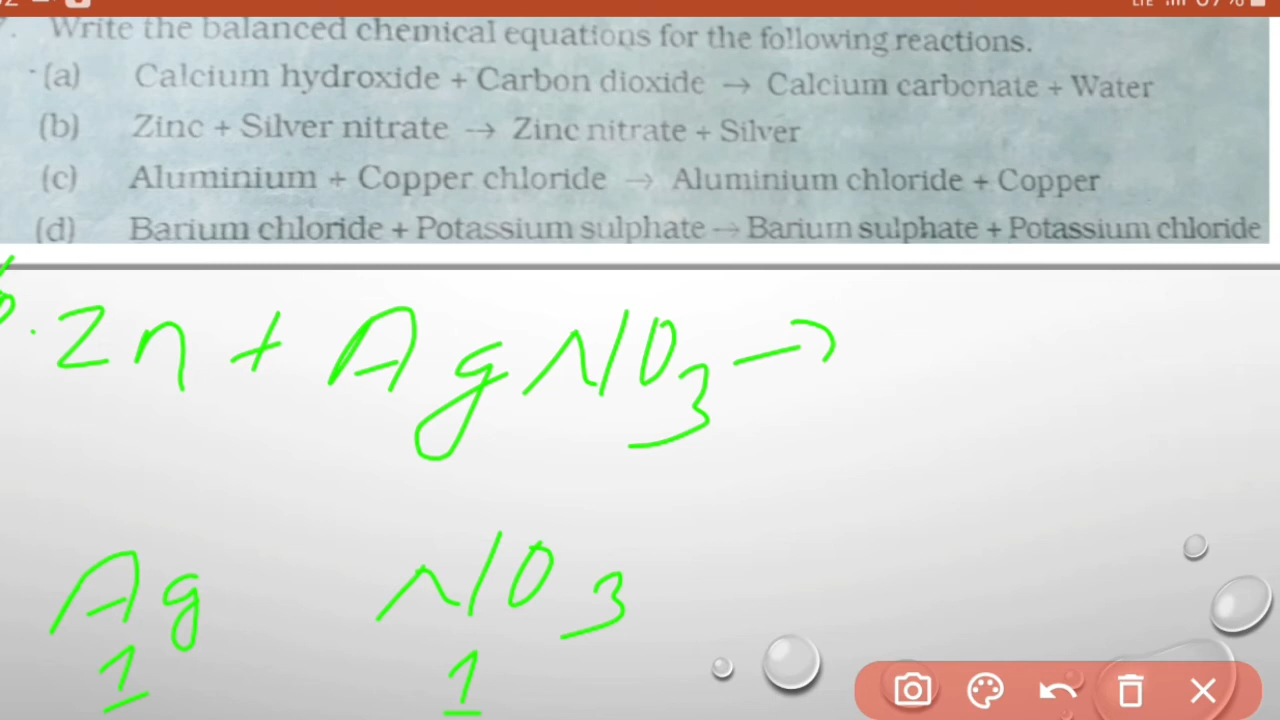 Write the balanced chemical equations for the following reactions.
(a) Calcium hydroxide + Carbon dioxide → Calcium carbonate + Water
(b) Zinc + Silver nitrate → Zinc nitrate + Silver
(c) Aluminium + Copper chloride → Aluminium chloride + Copper
(d) Barium chloride + Potassium sulphate → Barium sulphate + Potassium chloride
Zn + AgNO3 →
Ag NO3
1 1